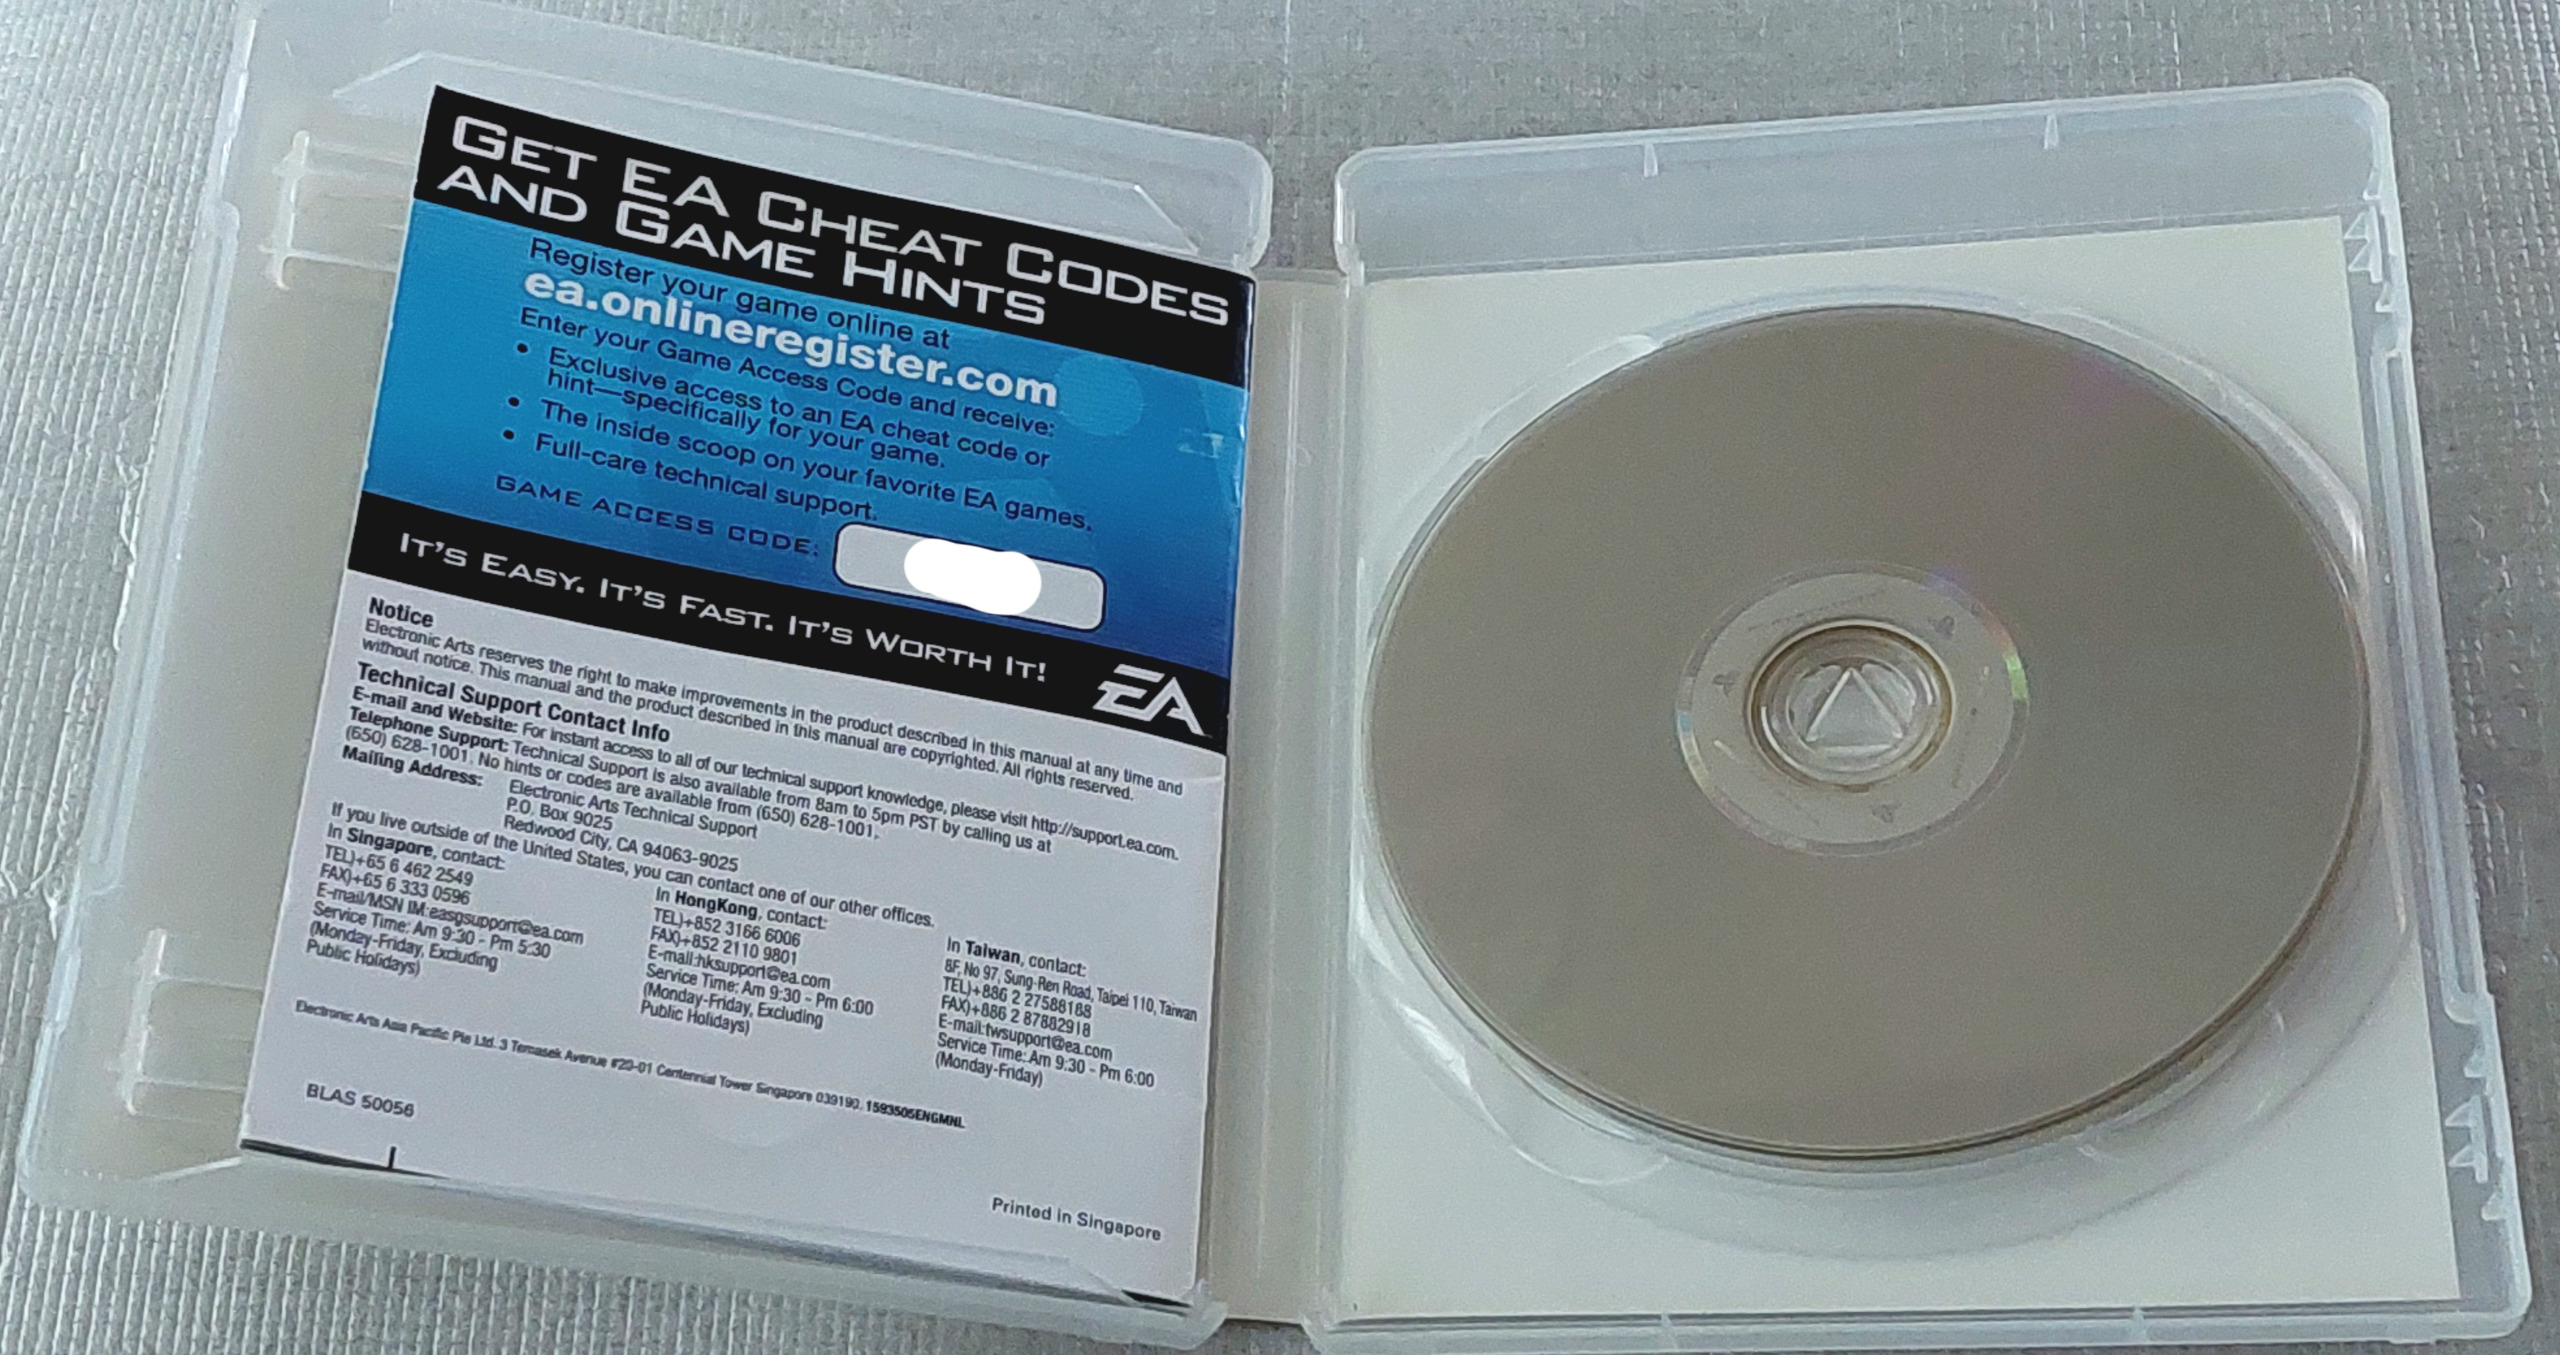 GET EA CHEAT CODES
AND GAME HINTS
Register your game online at
ea.onlineregister.com
Enter your Game Access Code and receive:
• Exclusive access to an EA cheat code or
hint—specifically for your game.
• The inside scoop on your favorite EA games.
• Full-care technical support.
GAME ACCESS CODE:
IT'S EASY. IT'S FAST. IT'S WORTH IT!
EA
Notice
Electronic Arts reserves the right to make improvements in the product described in this manual at any time and
without notice. This manual and the product described in this manual are copyrighted. All rights reserved.
Technical Support Contact Info
E-mail and Website: For instant access to all of our technical support knowledge, please visit http://support.ea.com.
Telephone Support: Technical Support is also available from 8am to 5pm PST by calling us at
(650) 628-1001. No hints or codes are available from (650) 628-1001.
Mailing Address: Electronic Arts Technical Support
P.O. Box 9025
Redwood City, CA 94063-9025
If you live outside of the United States, you can contact one of our other offices.
In Singapore, contact:
TEL)+65 6 462 2549
FAX)+65 6 333 0596
E-mail/MSN IM:easgsupport@ea.com
Service Time: Am 9:30 - Pm 5:30
(Monday-Friday, Excluding
Public Holidays)
In HongKong, contact:
TEL)+852 3166 6006
FAX)+852 2110 9801
E-mail:hksupport@ea.com
Service Time: Am 9:30 - Pm 6:00
(Monday-Friday, Excluding
Public Holidays)
In Taiwan, contact:
8F, No 97, Sung-Ren Road, Taipei 110, Taiwan
TEL)+886 2 27588188
FAX)+886 2 87882918
E-mail:twsupport@ea.com
Service Time: Am 9:30 - Pm 6:00
(Monday-Friday)
Electronic Arts Asia Pacific Pte Ltd. 3 Temasek Avenue #20-01 Centennial Tower Singapore 039190. 1593505ENGMNL
BLAS 50056
Printed in Singapore